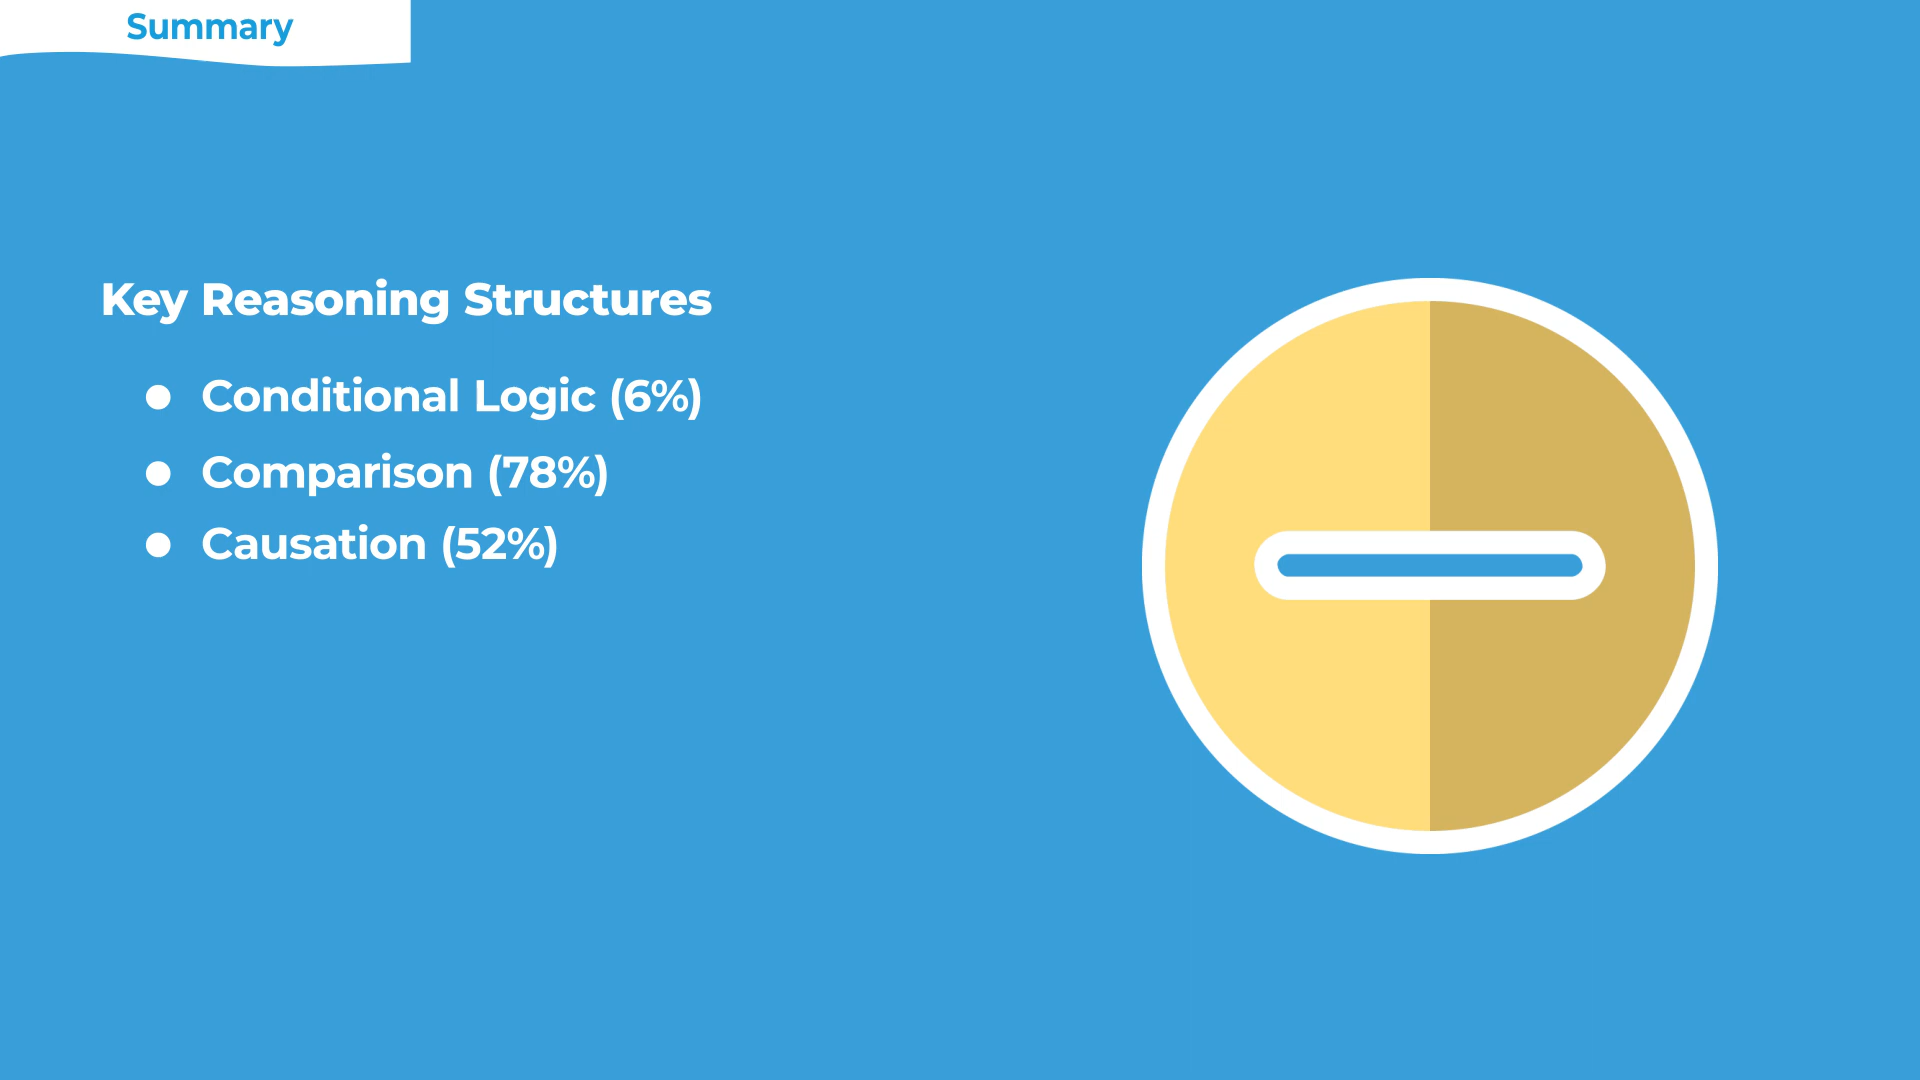 Summary
Key Reasoning Structures
● Conditional Logic (6%)
● Comparison (78%)
● Causation (52%)